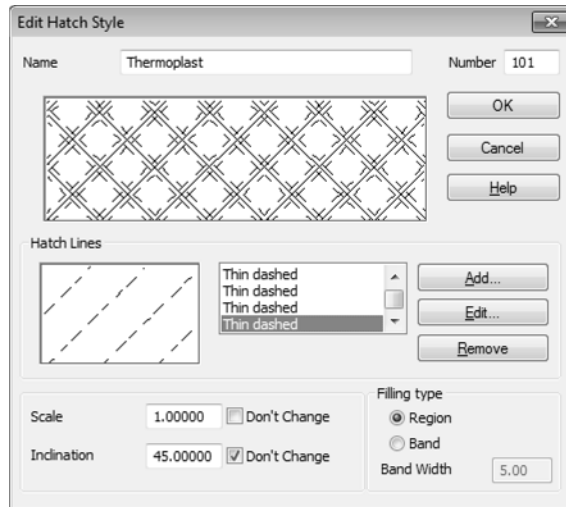 Edit Hatch Style
Name Thermoplast Number 101
OK
Cancel
Help
Hatch Lines
Thin dashed
Thin dashed
Thin dashed
Thin dashed
Add...
Edit...
Remove
Scale 1.00000 Don't Change
Inclination 45.00000 Don't Change
Filling type
Region
Band
Band Width 5.00